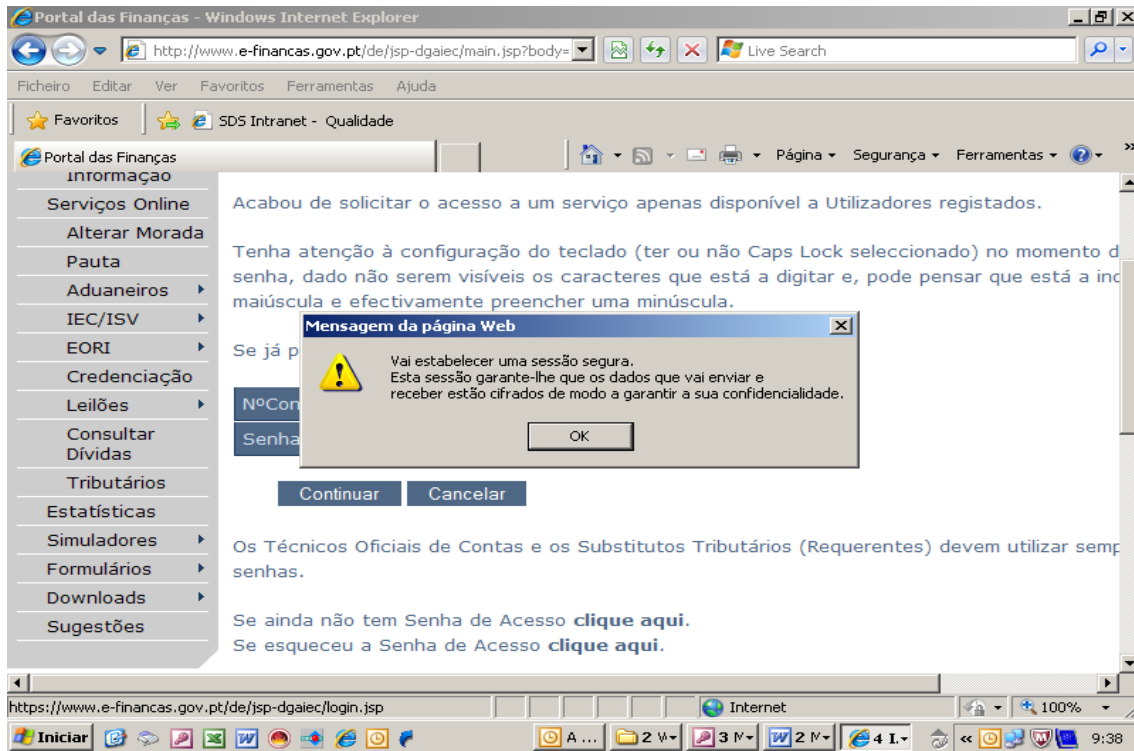 Portal das Finanças - Windows Internet Explorer
http://www.e-financas.gov.pt/de/jsp-dgaiec/main.jsp?body=
Live Search
Ficheiro Editar Ver Favoritos Ferramentas Ajuda
Favoritos SDS Intranet - Qualidade
Portal das Finanças
Página Segurança Ferramentas
Informação
Serviços Online
Alterar Morada
Pauta
Aduaneiros
IEC/ISV
EORI
Credenciação
Leilões
Consultar
Dívidas
Tributários
Estatísticas
Simuladores
Formulários
Downloads
Sugestões
Acabou de solicitar o acesso a um serviço apenas disponível a Utilizadores registados.
Tenha atenção à configuração do teclado (ter ou não Caps Lock seleccionado) no momento d
senha, dado não serem visíveis os caracteres que está a digitar e, pode pensar que está a inc
maiúscula e efectivamente preencher uma minúscula.
Se já p
NºCon
Senha
Mensagem da página Web
Vai estabelecer uma sessão segura.
Esta sessão garante-lhe que os dados que vai enviar e
receber estão cifrados de modo a garantir a sua confidencialidade.
OK
Continuar Cancelar
Os Técnicos Oficiais de Contas e os Substitutos Tributários (Requerentes) devem utilizar semp
senhas.
Se ainda não tem Senha de Acesso clique aqui.
Se esqueceu a Senha de Acesso clique aqui.
https://www.e-financas.gov.pt/de/jsp-dgaiec/login.jsp
Internet
100%
Iniciar
A ...
2
3
2
4 I.
9:38